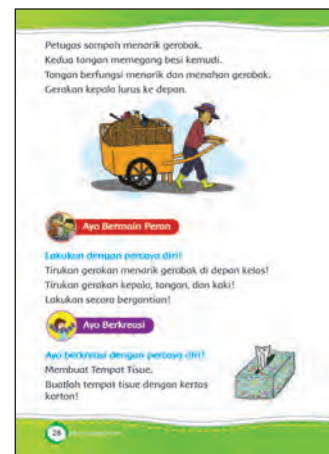 Petugas sampah menarik gerobak.
Kedua tangan memegang besi kemudi.
Tangan berfungsi menarik dan menahan gerobak.
Gerakan kepala lurus ke depan.
Ayo Bermain Peran
Lakukan dengan percaya diri!
Tirukan gerakan menarik gerobak di depan kelas!
Tirukan gerakan kepala, tangan, dan kaki!
Lakukan secara bergantian!
Ayo Berkreasi
Ayo berkreasi dengan percaya diri!
Membuat Tempat Tisue.
Buatlah tempat tisue dengan kertas
karton!
28